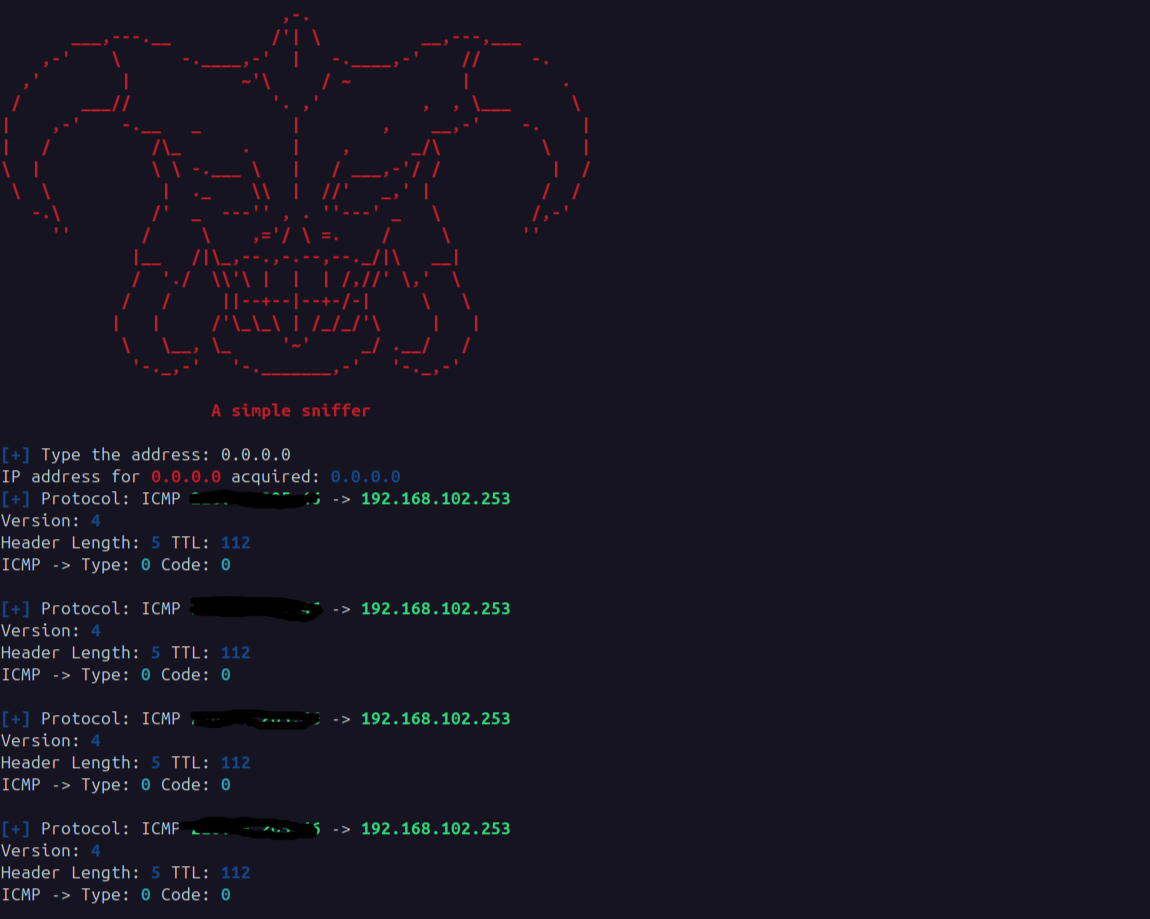 A simple sniffer
[+] Type the address: 0.0.0.0
IP address for 0.0.0.0 acquired: 0.0.0.0
[+] Protocol: ICMP -> 192.168.102.253
Version: 4
Header Length: 5 TTL: 112
ICMP -> Type: 0 Code: 0
[+] Protocol: ICMP -> 192.168.102.253
Version: 4
Header Length: 5 TTL: 112
ICMP -> Type: 0 Code: 0
[+] Protocol: ICMP -> 192.168.102.253
Version: 4
Header Length: 5 TTL: 112
ICMP -> Type: 0 Code: 0
[+] Protocol: ICMP -> 192.168.102.253
Version: 4
Header Length: 5 TTL: 112
ICMP -> Type: 0 Code: 0